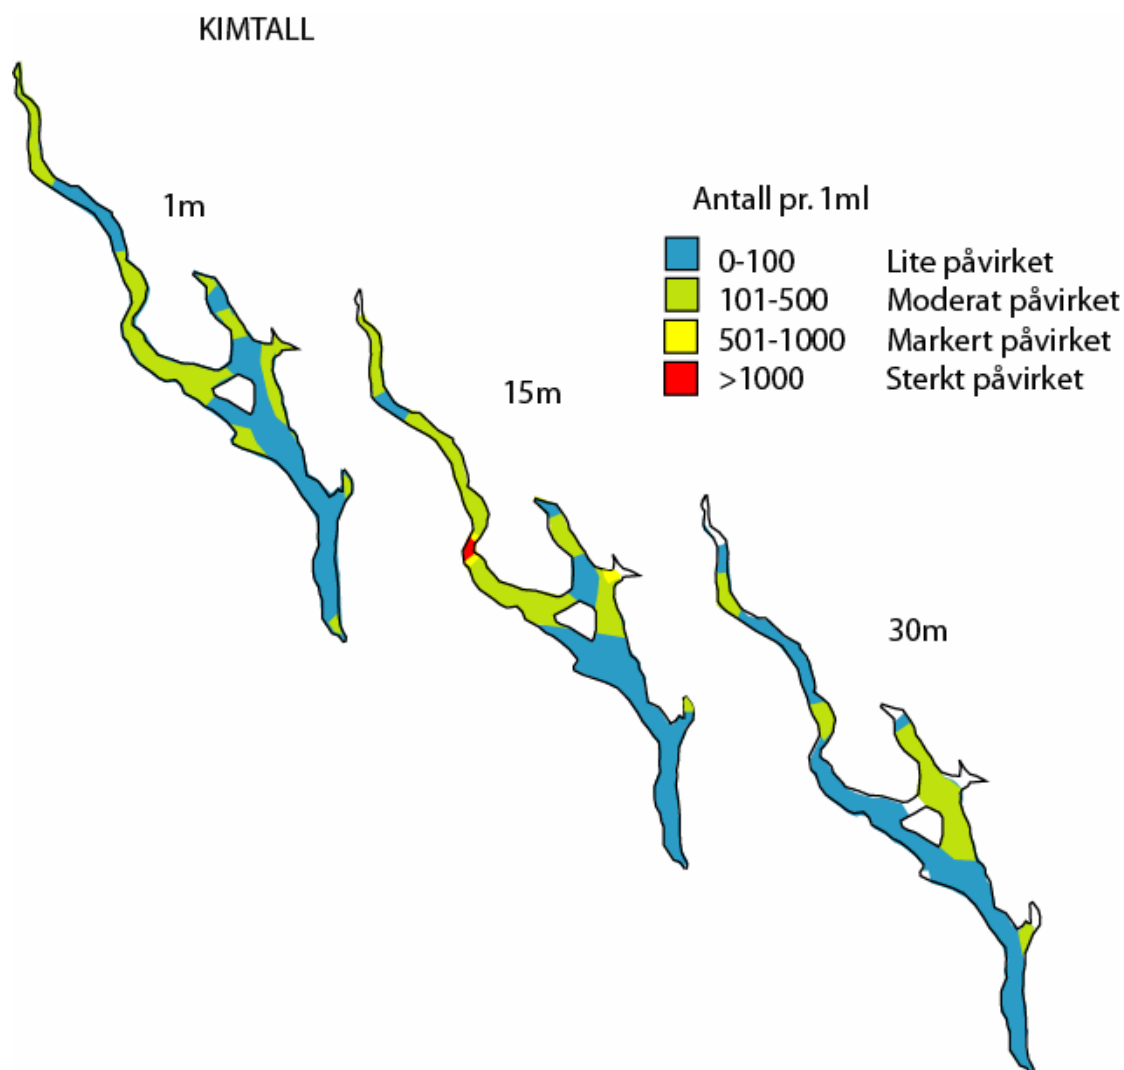 KIMTALL
1m
Antall pr. 1ml
0-100 Lite påvirket
101-500 Moderat påvirket
501-1000 Markert påvirket
>1000 Sterkt påvirket
15m
30m